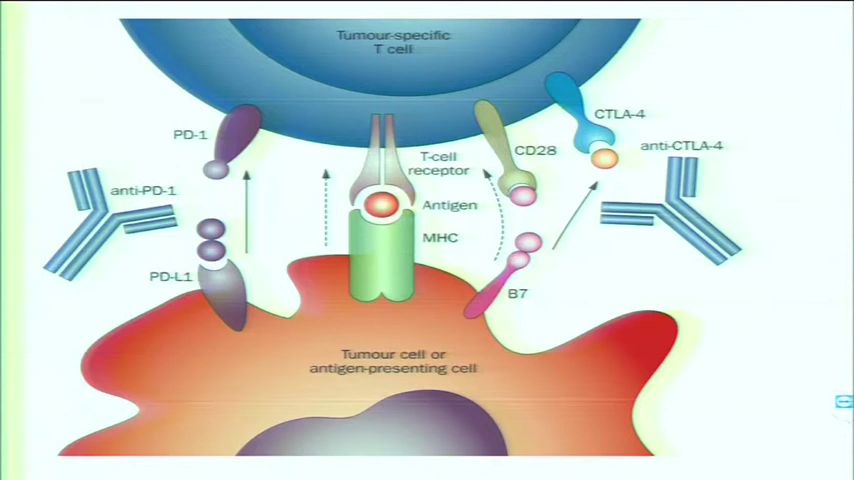 Tumour-specific
T cell
PD-1
CTLA-4
CD28
anti-CTLA-4
T-cell
receptor
anti-PD-1
Antigen
MHC
PD-L1
B7
Tumour cell or
antigen-presenting cell